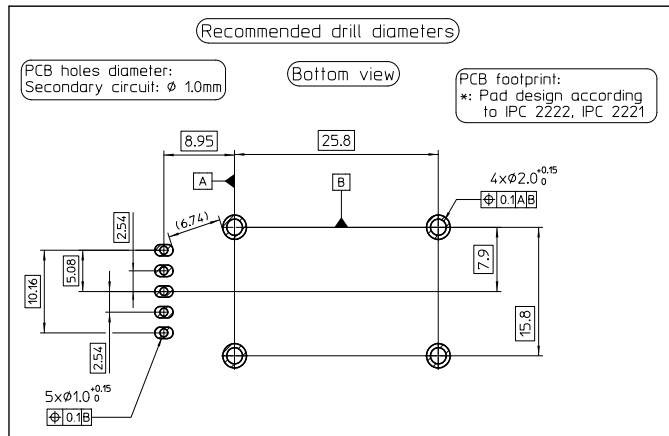 Recommended drill diameters
PCB holes diameter:
Secondary circuit: ϕ 1.0mm
Bottom view
PCB footprint:
*: Pad design according
to IPC 2222, IPC 2221
8.95
25.8
A
B
4xϕ2.0 +0.15 0
⌖ 0.1 A B
(6.74)
2.54
5.08
10.16
7.9
15.8
2.54
5xϕ1.0 +0.15 0
⌖ 0.1 B